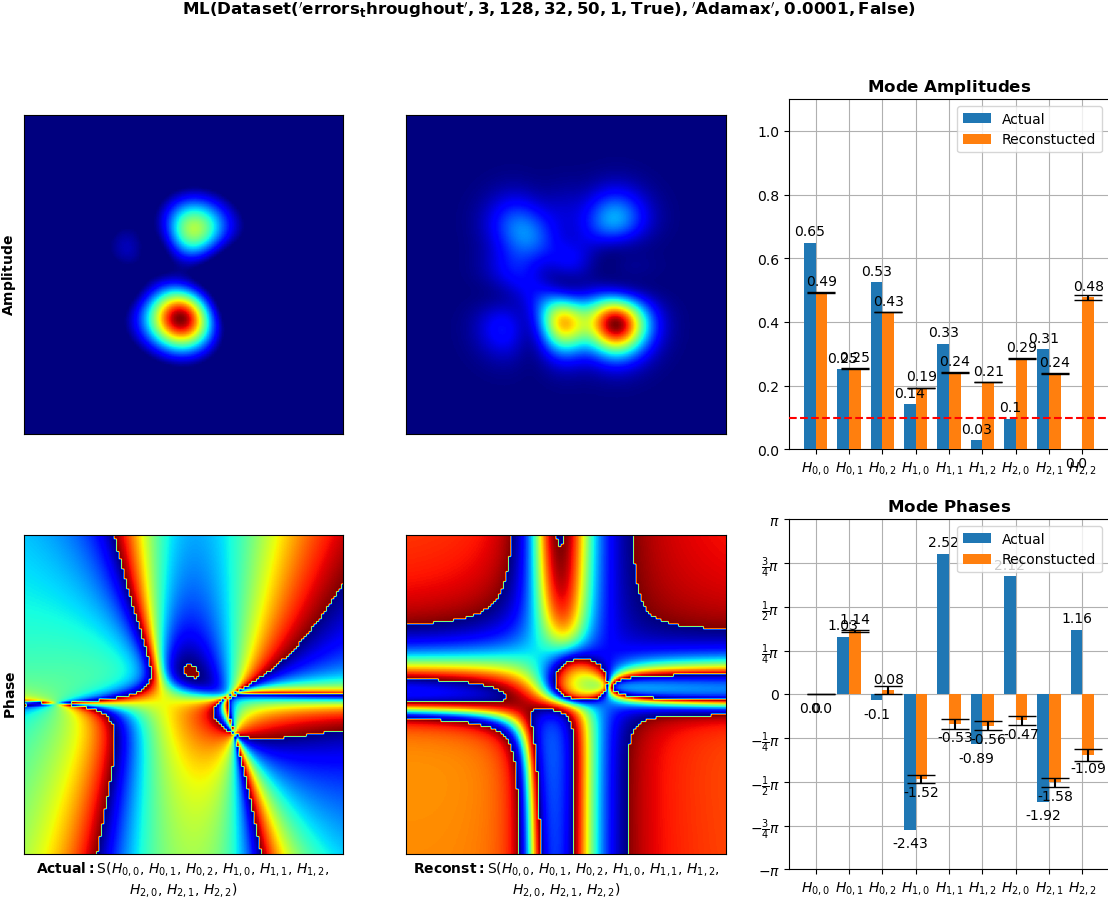 ML(Dataset('errors_throughout', 3, 128, 32, 50, 1, True), 'Adamax', 0.0001, False)
Amplitude
Mode Amplitudes
Actual
Reconstucted
1.0
0.8
0.6
0.4
0.2
0.0
0.65
0.49
0.25
0.25
0.53
0.43
0.14
0.19
0.33
0.24
0.03
0.21
0.1
0.29
0.31
0.24
0.0
0.48
H0,0 H0,1 H0,2 H1,0 H1,1 H1,2 H2,0 H2,1 H2,2
Phase
Actual: S(H0,0, H0,1, H0,2, H1,0, H1,1, H1,2,
H2,0, H2,1, H2,2)
Reconst: S(H0,0, H0,1, H0,2, H1,0, H1,1, H1,2,
H2,0, H2,1, H2,2)
Mode Phases
Actual
Reconstucted
π
3/4π
1/2π
1/4π
0
−1/4π
−1/2π
−3/4π
−π
0.0
0.0
1.03
1.14
-0.1
0.08
-2.43
-1.52
2.52
-0.53
-0.89
-0.56
2.12
-0.47
-1.92
-1.58
1.16
-1.09
H0,0 H0,1 H0,2 H1,0 H1,1 H1,2 H2,0 H2,1 H2,2